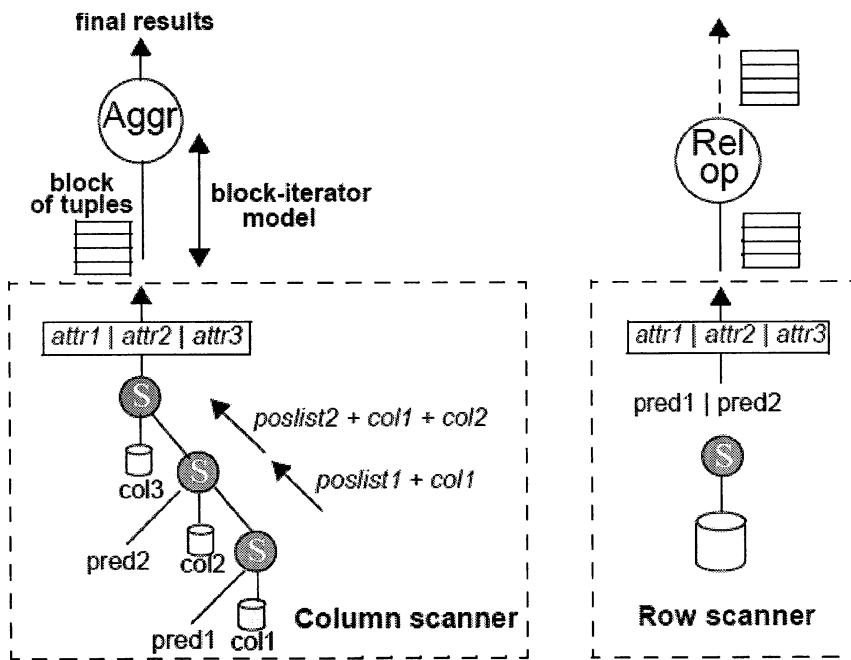 final results
Aggr
block
of tuples
block-iterator
model
attr1 | attr2 | attr3
S
poslist2 + col1 + col2
col3
S
poslist1 + col1
pred2
col2
S
pred1
col1
Column scanner
Rel
op
attr1 | attr2 | attr3
pred1 | pred2
S
Row scanner